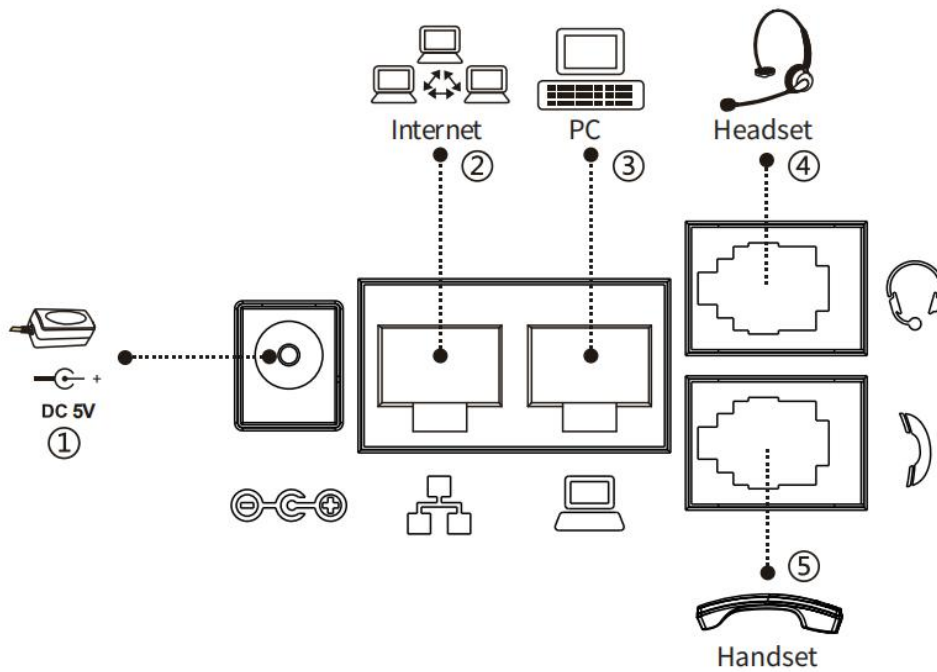 Internet
PC
Headset
②
③
④
+
DC 5V
①
⑤
Handset